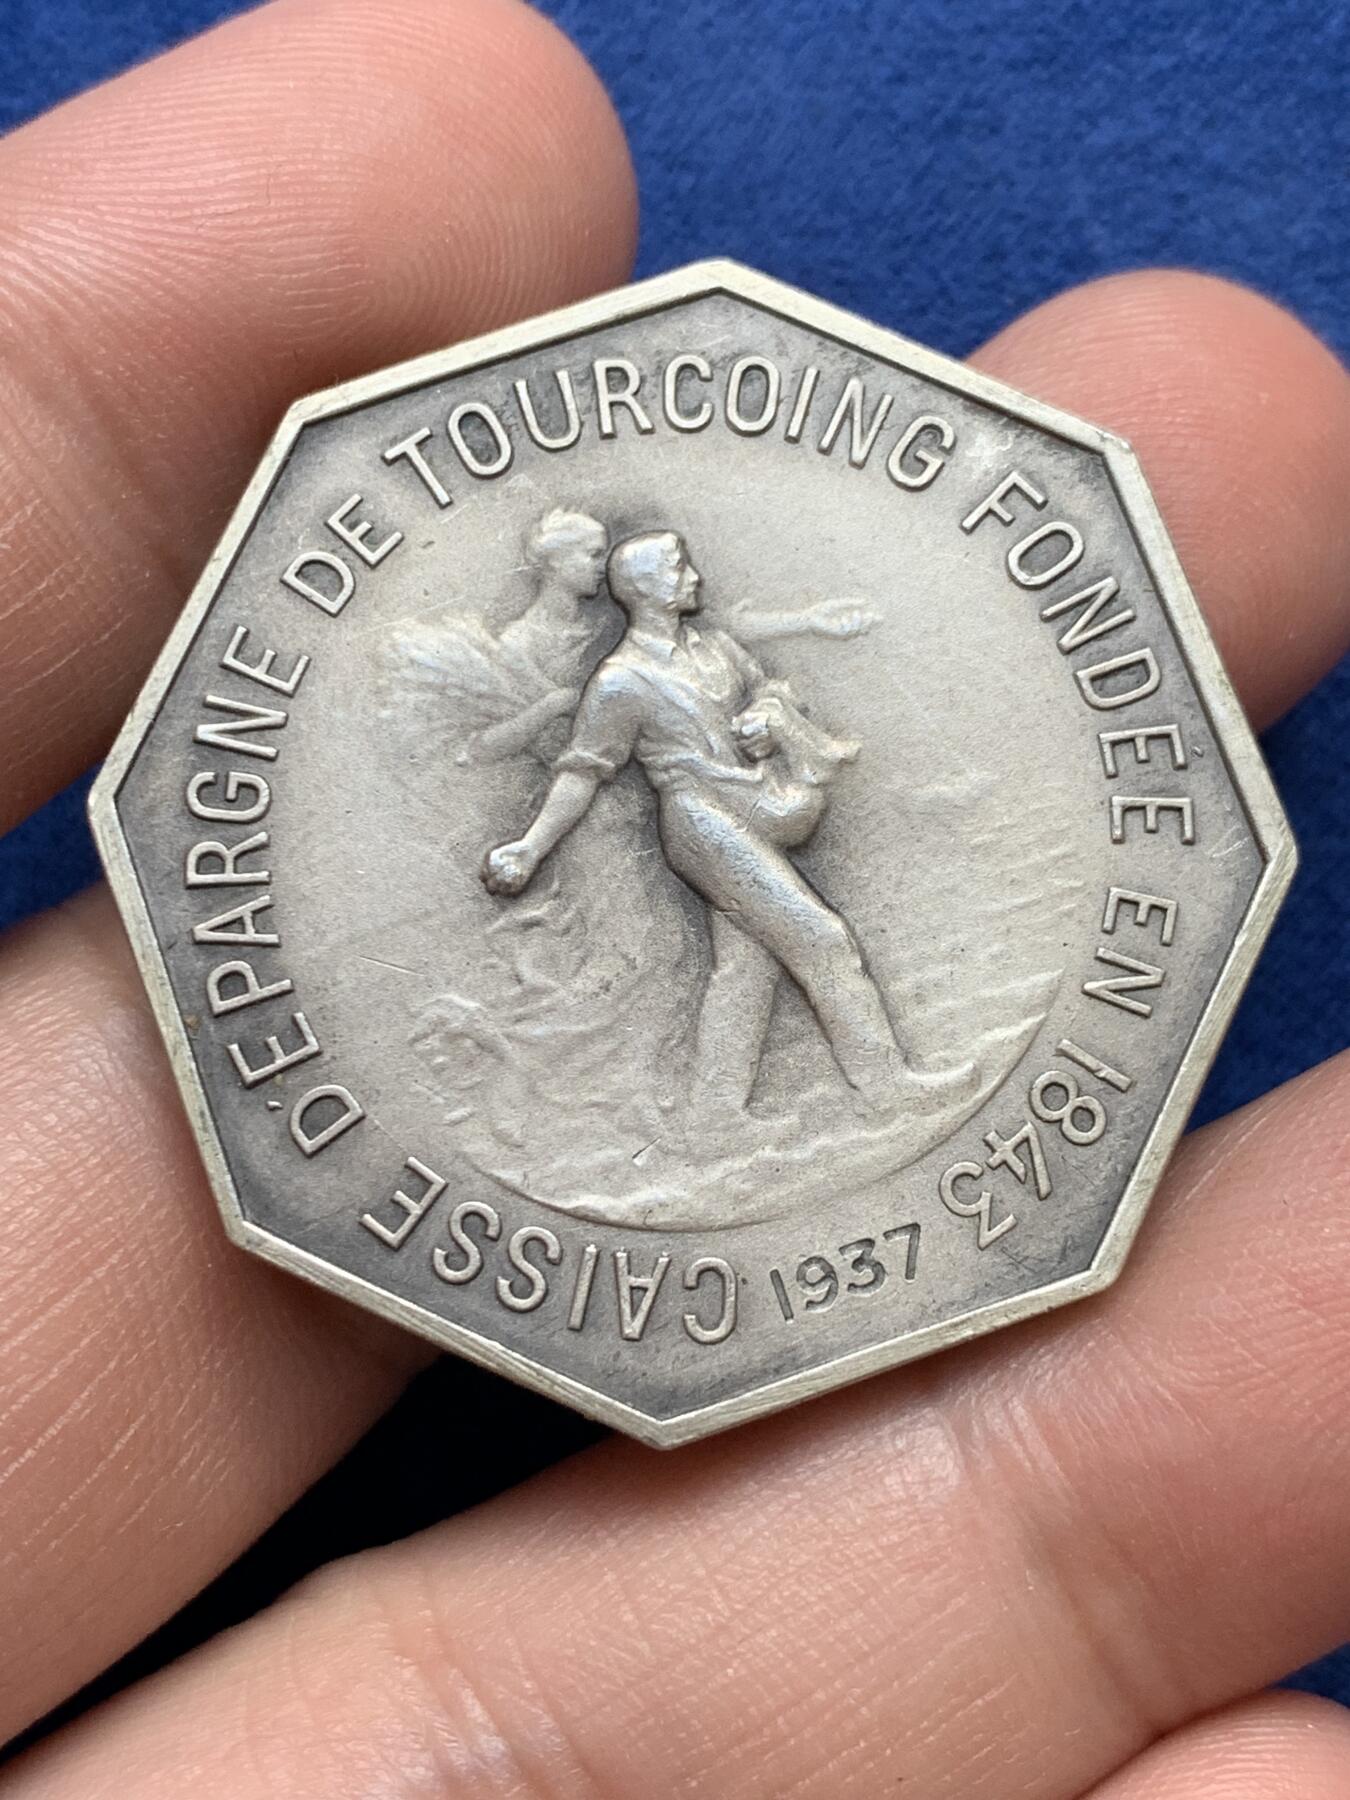 CAISSE D'EPARGNE DE TOURCOING FONDÉE EN 1843
1937